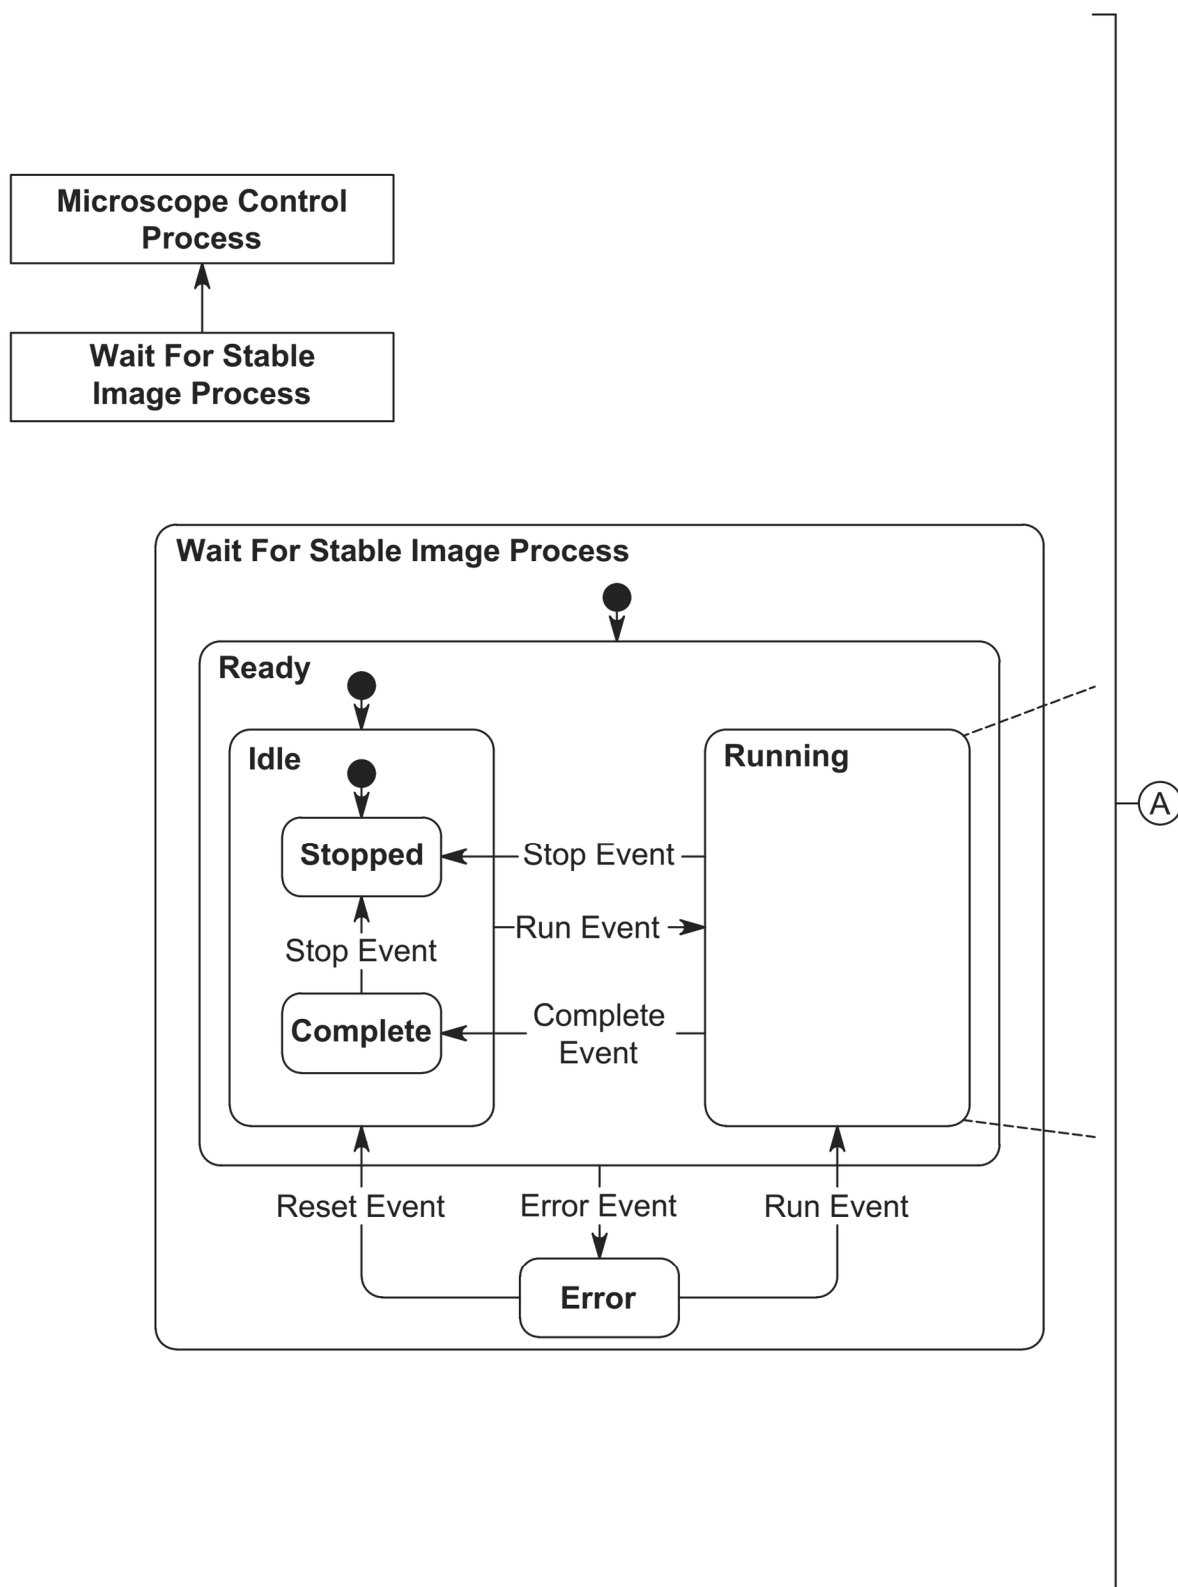 Microscope Control
Process
Wait For Stable
Image Process
Wait For Stable Image Process
Ready
Idle
Running
A
Stopped
Stop Event
Run Event
Stop Event
Complete
Complete
Event
Reset Event
Error Event
Run Event
Error